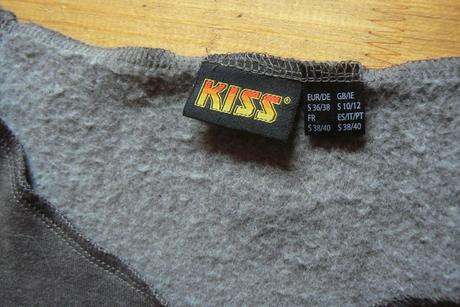 KISS®
EUR/DE GB/IE
S 36/38 S 10/12
FR ES/IT/PT
S 38/40 S 38/40